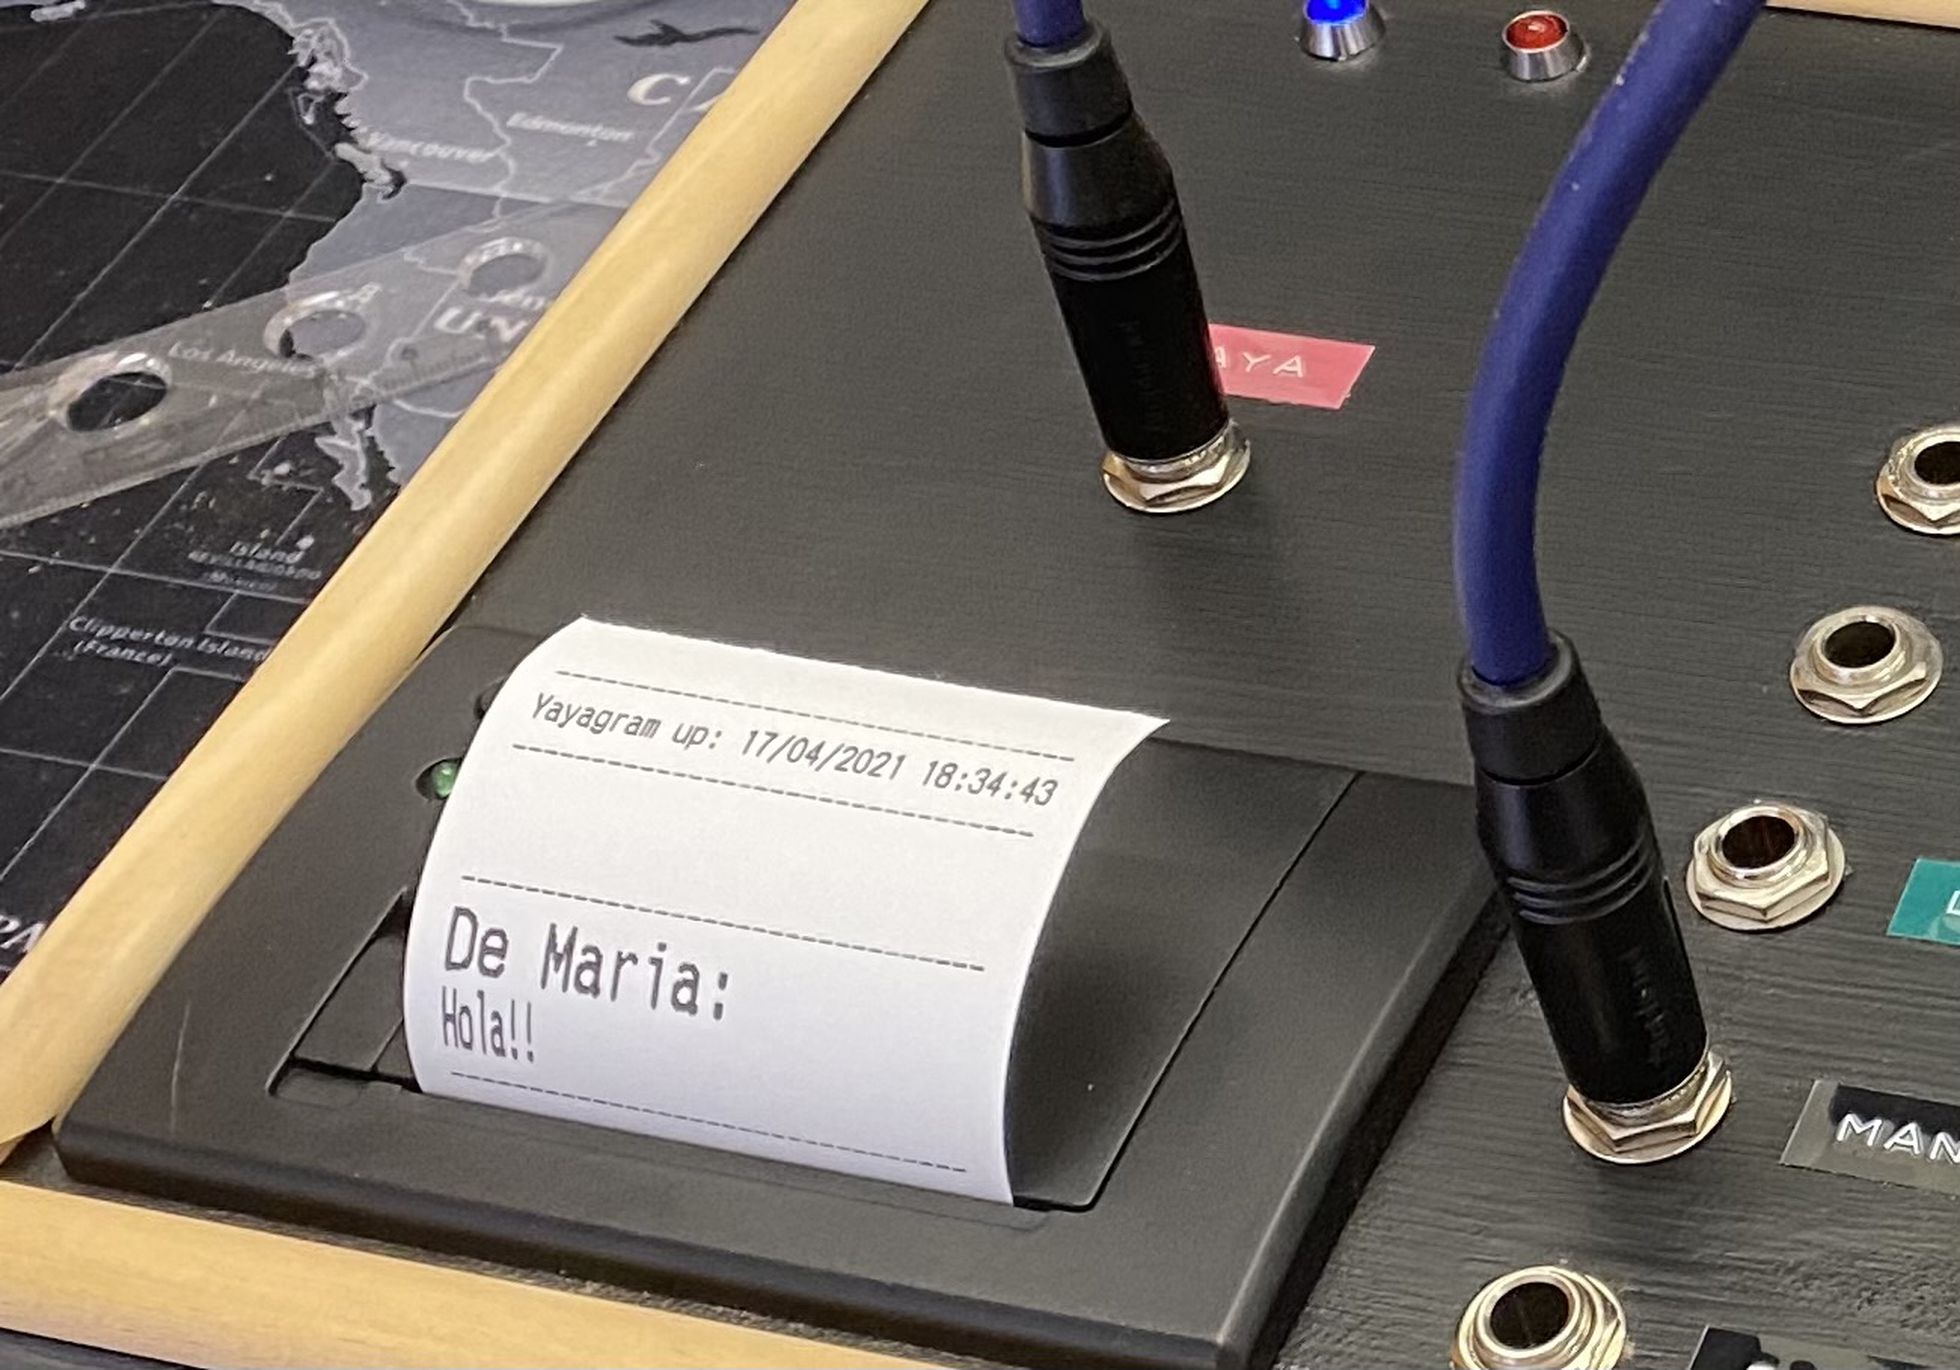 Edmonton
Vancouver
Los Angeles
Clipperton Island
(France)
AYA
Yayagram up: 17/04/2021 18:34:43
De Maria:
Hola!!
MAN